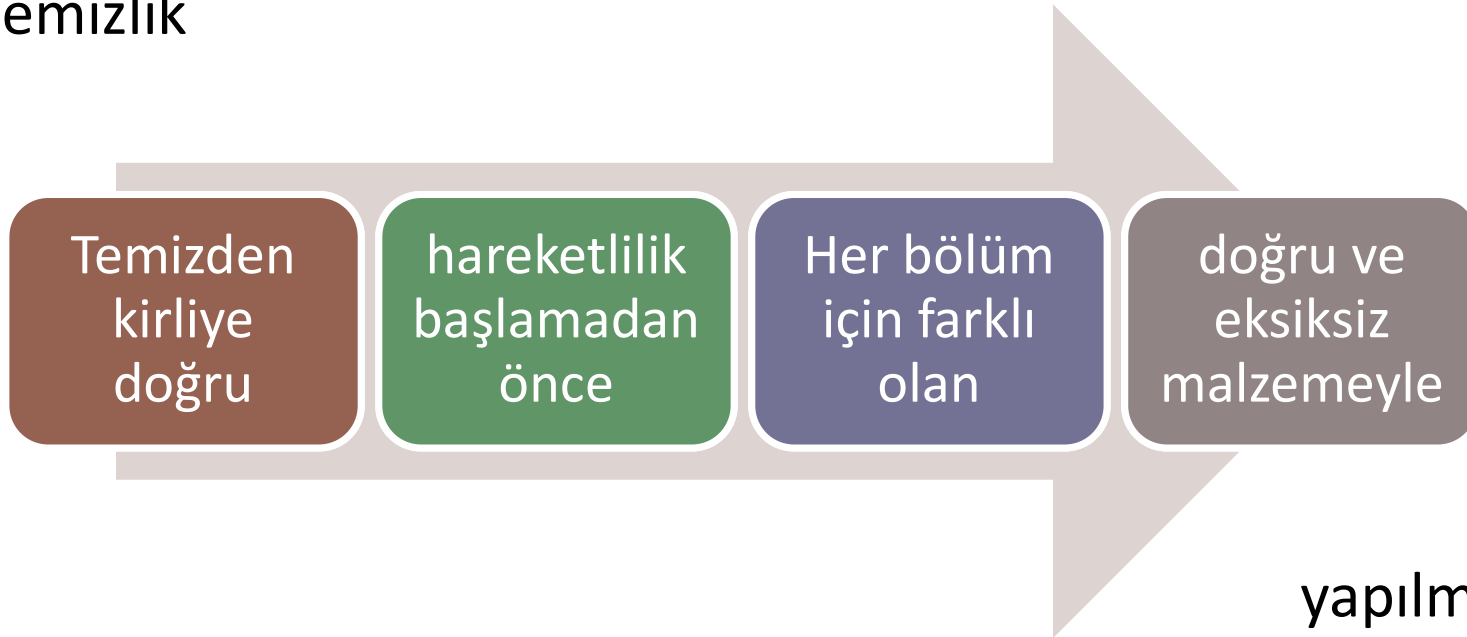 emizlik
Temizden
kirliye
doğru
hareketlilik
başlamadan
önce
Her bölüm
için farklı
olan
doğru ve
eksiksiz
malzemeyle
yapılm